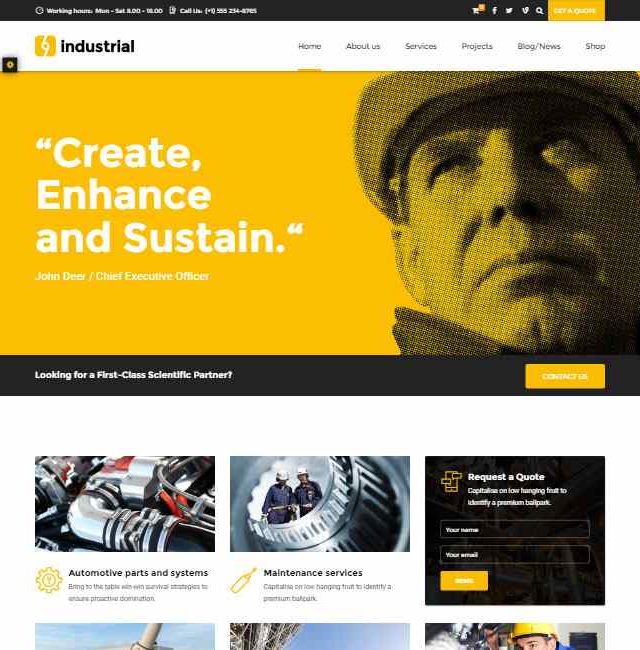 Working hours: Mon - Sat 8.00 - 18.00 Call Us: (+1) 555 234-8765 GET A QUOTE
industrial
Home About us Services Projects Blog/News Shop
“Create,
Enhance
and Sustain.“
John Deer / Chief Executive Officer
Looking for a First-Class Scientific Partner?
CONTACT US
Request a Quote
Capitalise on low hanging fruit to
identify a premium ballpark.
Your name
Your email
SEND
Automotive parts and systems
Bring to the table win-win survival strategies to
ensure proactive domination.
Maintenance services
Capitalise on low hanging fruit to identify a
premium ballpark.